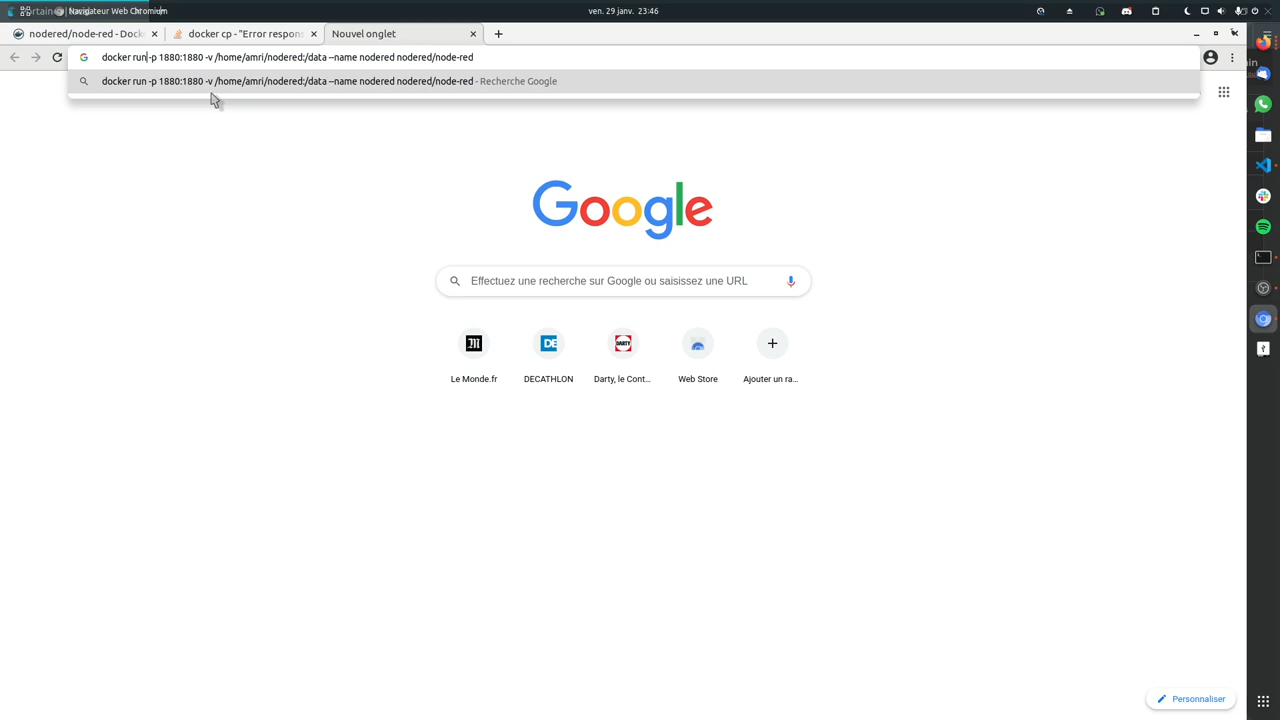 Navigateur Web Chromium
ven. 29 janv. 23:46
nodered/node-red - Dock
docker cp - "Error respons
Nouvel onglet
docker run -p 1880:1880 -v /home/amri/nodered:/data --name nodered nodered/node-red
docker run -p 1880:1880 -v /home/amri/nodered:/data --name nodered nodered/node-red - Recherche Google
Google
Effectuez une recherche sur Google ou saisissez une URL
Le Monde.fr
DECATHLON
Darty, le Cont...
Web Store
Ajouter un ra...
Personnaliser